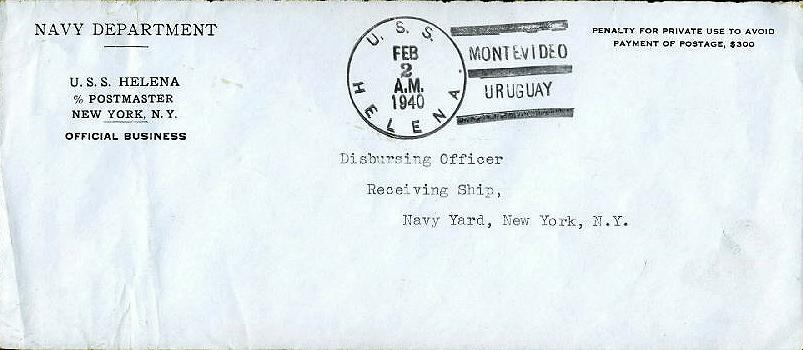 NAVY DEPARTMENT
U.S.S. HELENA
% POSTMASTER
NEW YORK, N.Y.
OFFICIAL BUSINESS
U. S. S. HELENA.
FEB
2
A.M.
1940
MONTEVIDEO
URUGUAY
PENALTY FOR PRIVATE USE TO AVOID
PAYMENT OF POSTAGE, $300
Disbursing Officer
Receiving Ship,
Navy Yard, New York, N.Y.